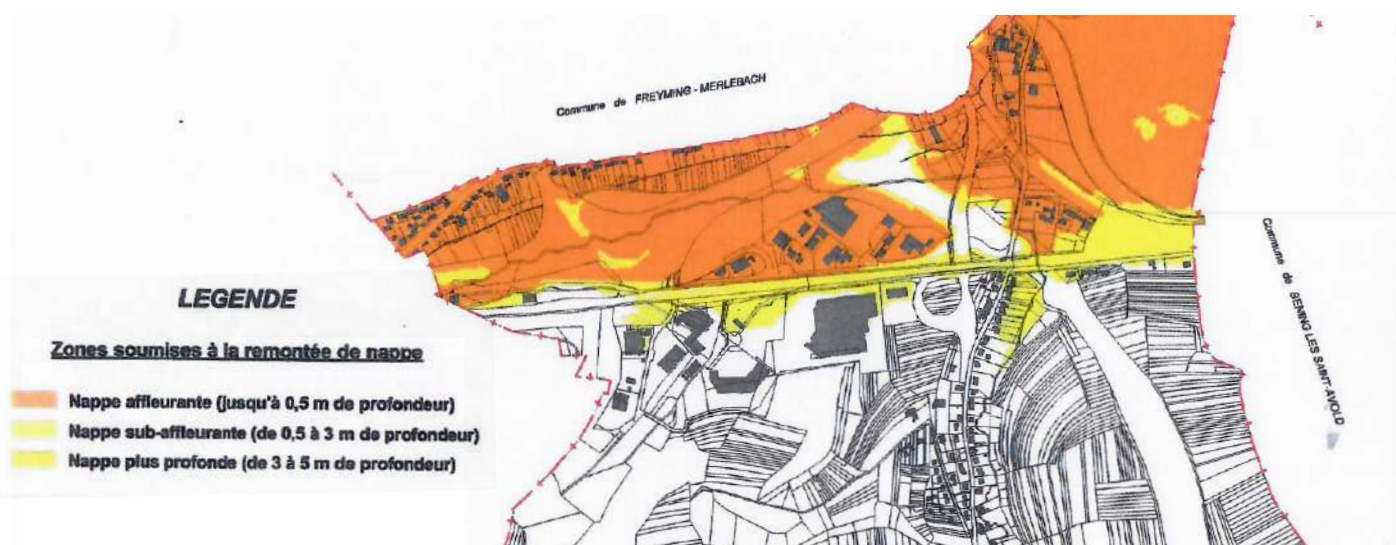 Commune de FREYMING - MERLEBACH
Commune de BENING LES SAINT AVOLD
LEGENDE
Zones soumises à la remontée de nappe
Nappe affleurante (jusqu'à 0,5 m de profondeur)
Nappe sub-affleurante (de 0,5 à 3 m de profondeur)
Nappe plus profonde (de 3 à 5 m de profondeur)